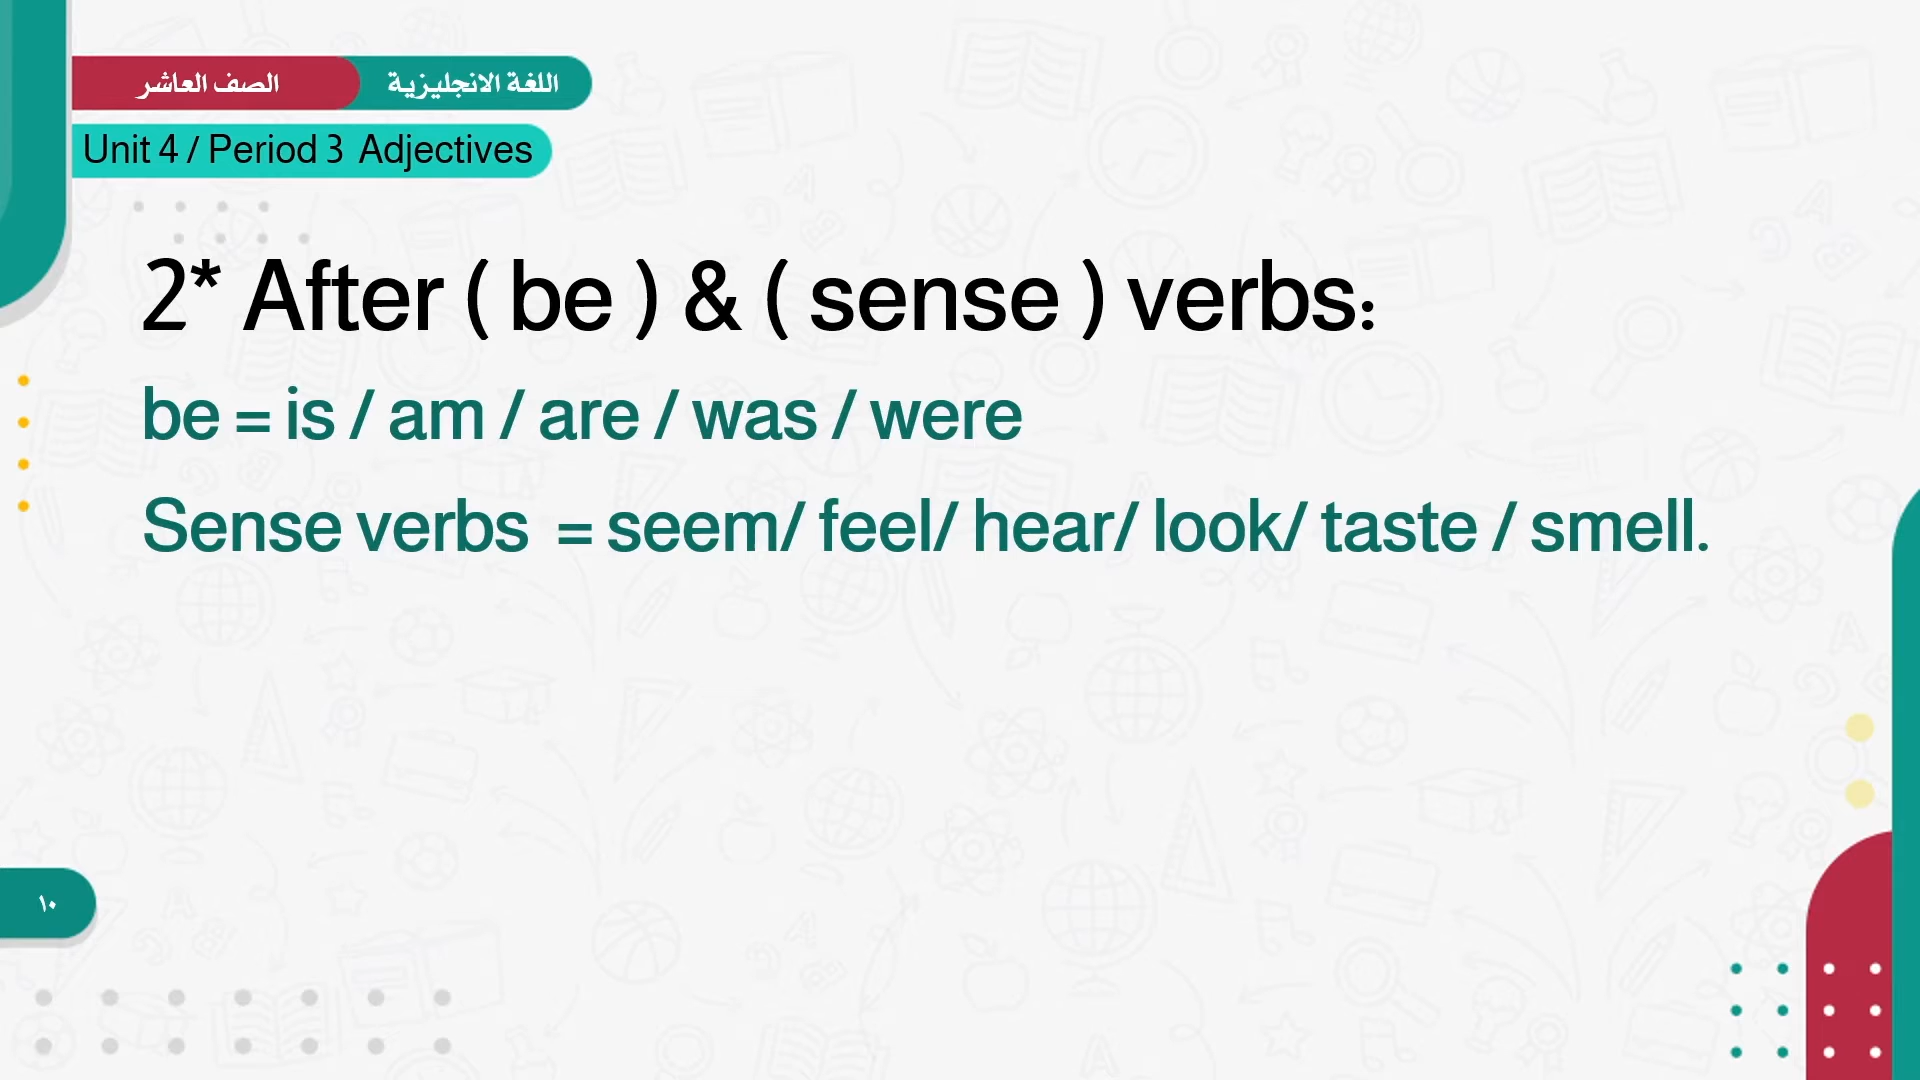 اللغة الانجليزية
الصف العاشر
Unit 4 / Period 3 Adjectives
2* After ( be ) & ( sense ) verbs:
be = is / am / are / was / were
Sense verbs = seem/ feel/ hear/ look/ taste / smell.
١٠